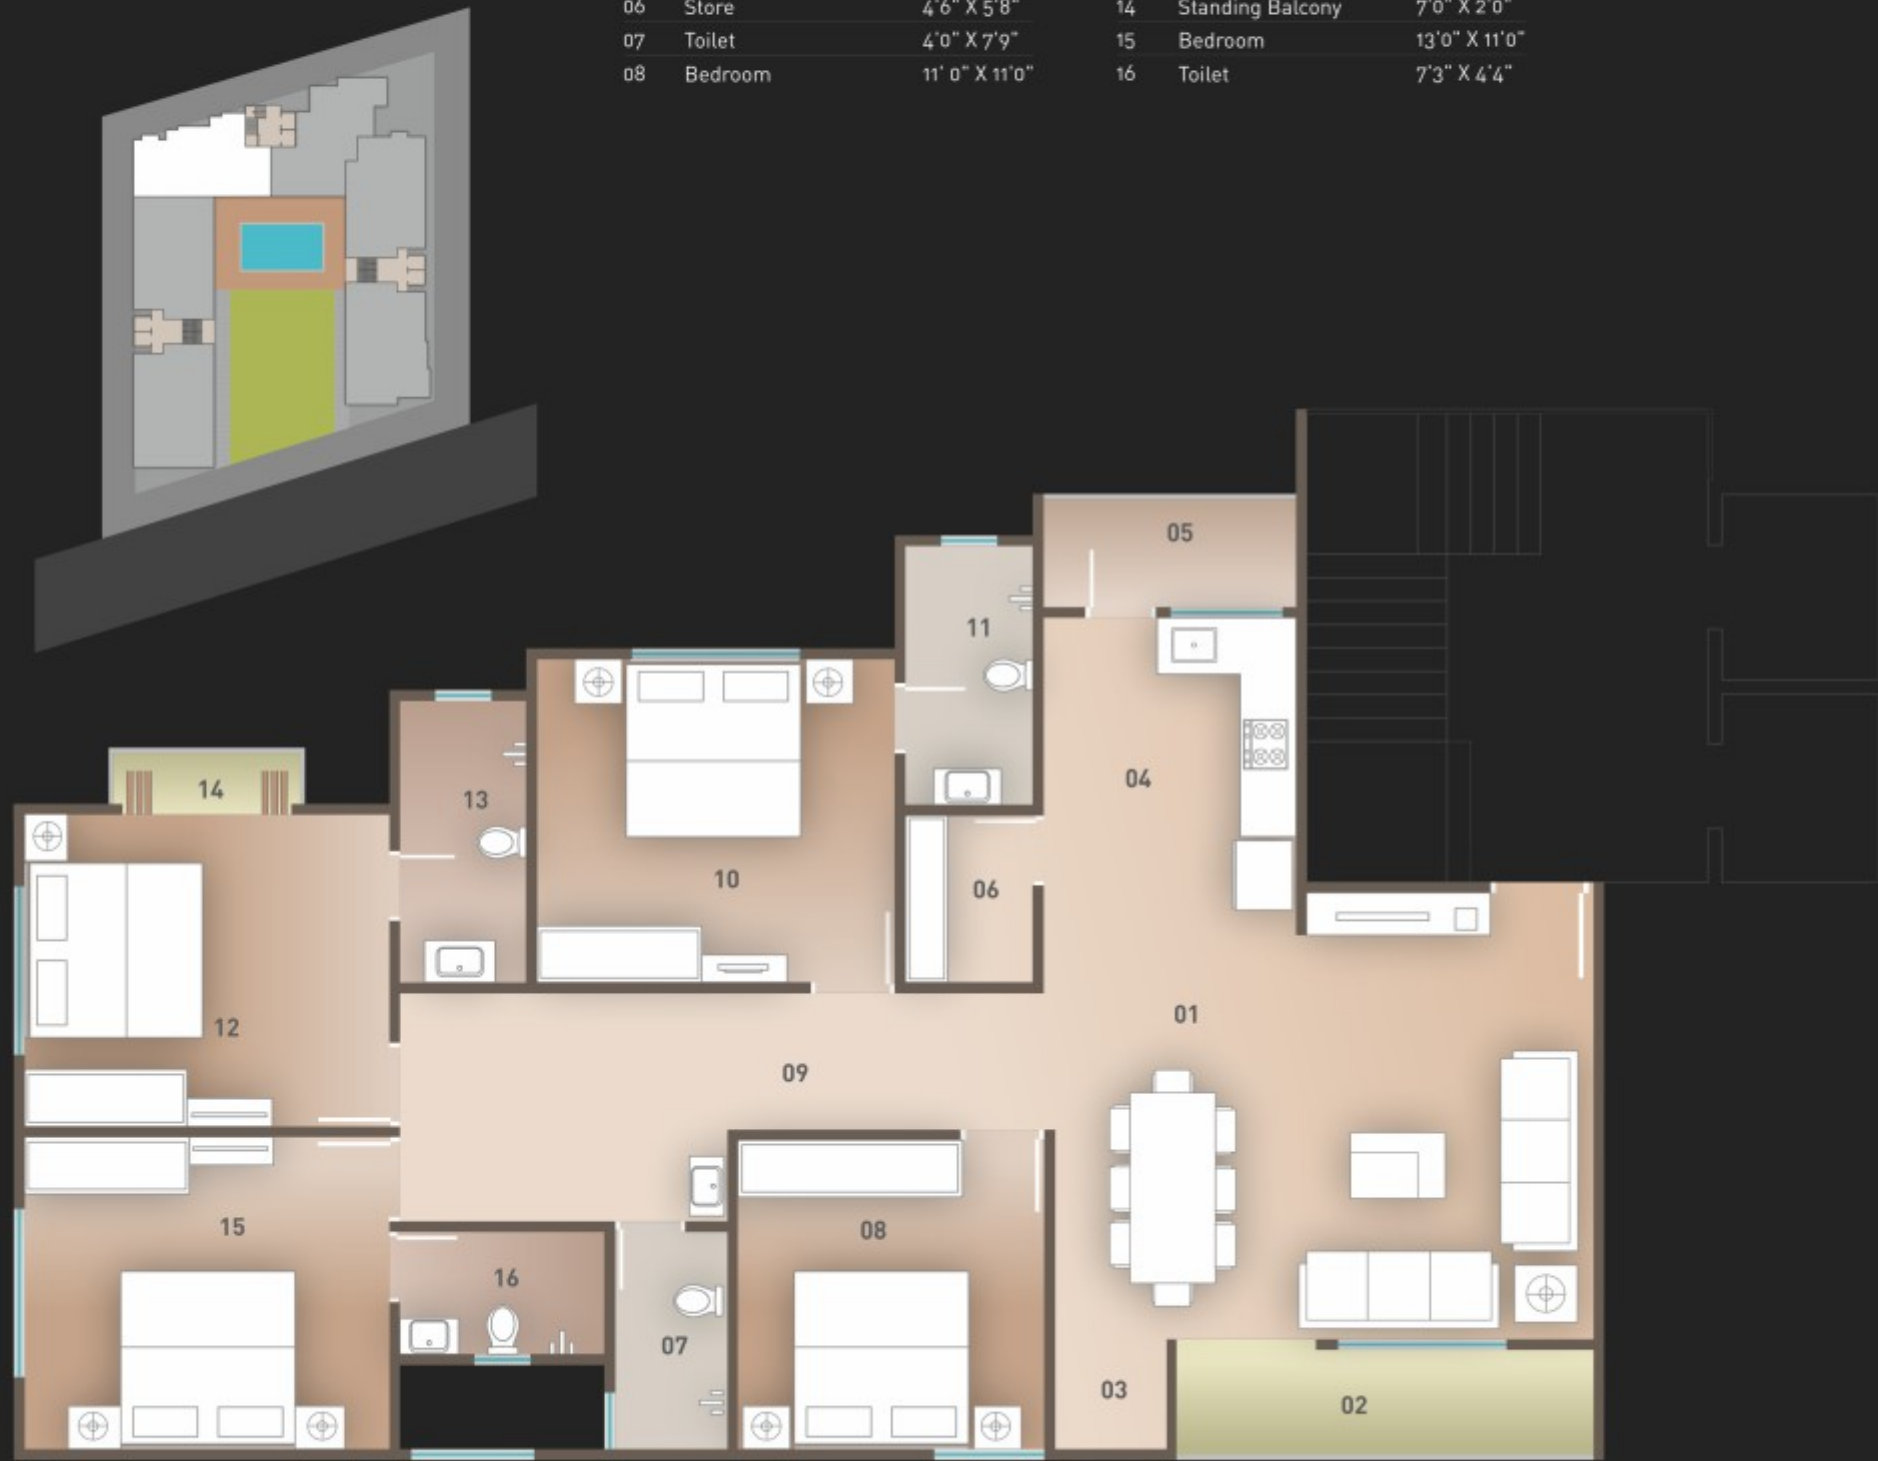 06 Store 4'6" X 5'8"
14 Standing Balcony 7'0" X 2'0"
07 Toilet 4'0" X 7'9"
15 Bedroom 13'0" X 11'0"
08 Bedroom 11' 0" X 11'0"
16 Toilet 7'3" X 4'4"
05
11
04
14
13
10
06
12
01
09
15
08
16
07
03
02